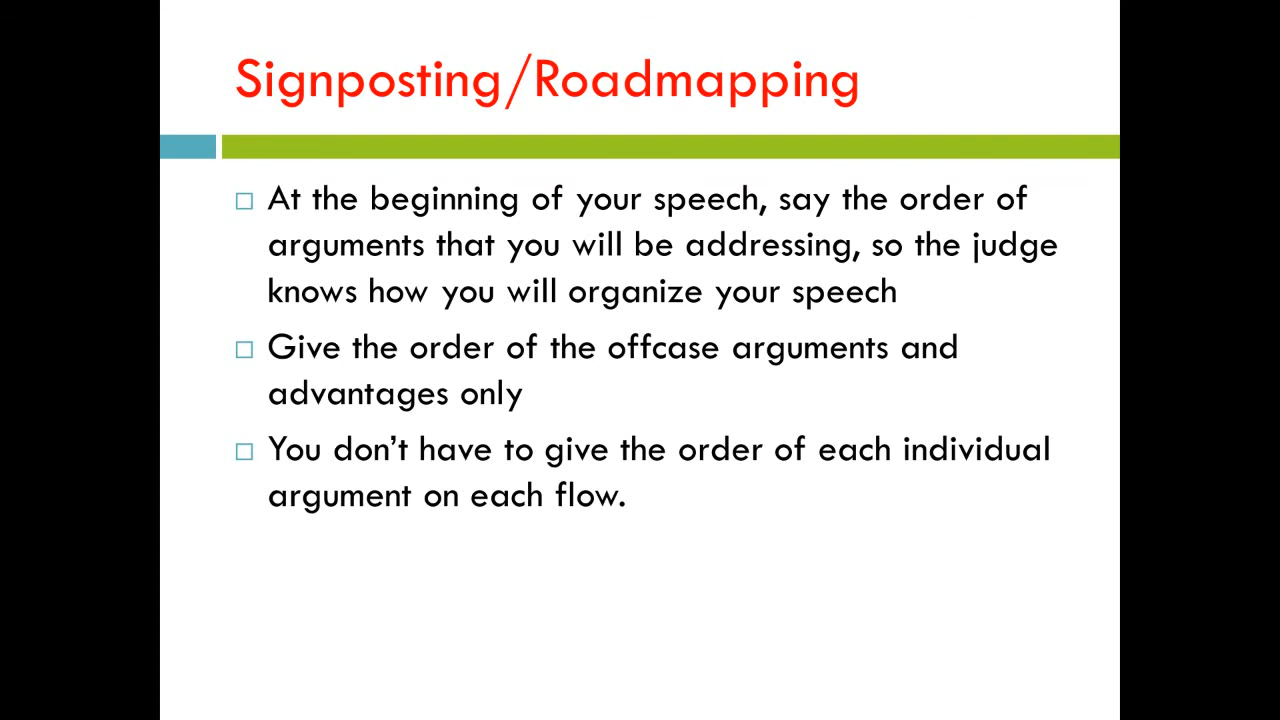 Signposting/Roadmapping
At the beginning of your speech, say the order of
arguments that you will be addressing, so the judge
knows how you will organize your speech
Give the order of the offcase arguments and
advantages only
You don’t have to give the order of each individual
argument on each flow.